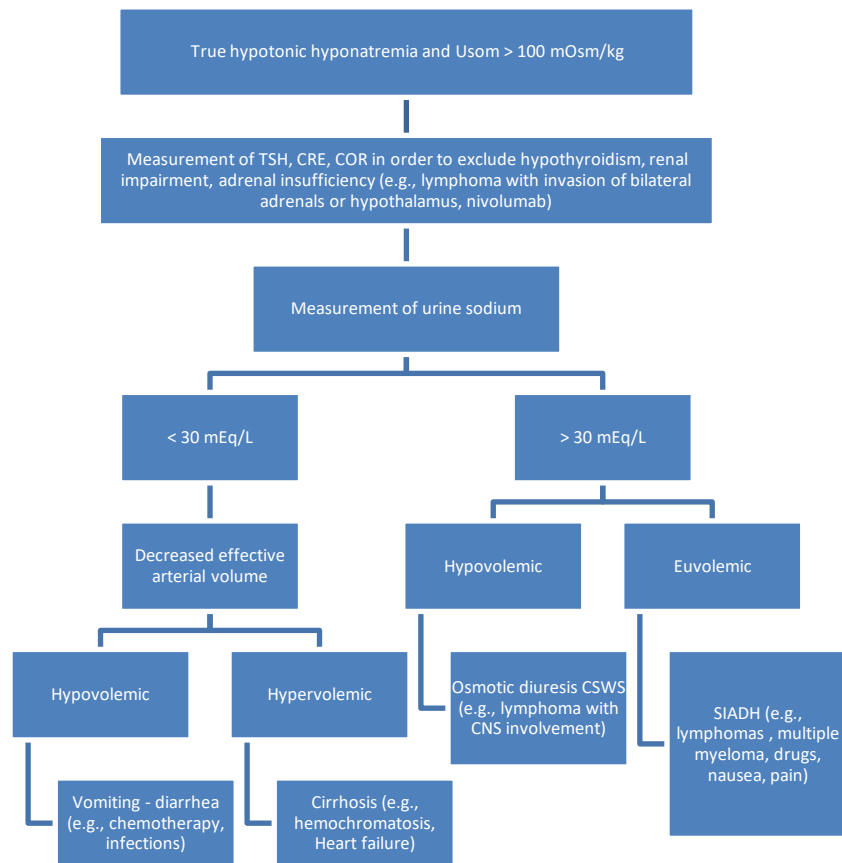 True hypotonic hyponatremia and Usom > 100 mOsm/kg
Measurement of TSH, CRE, COR in order to exclude hypothyroidism, renal
impairment, adrenal insufficiency (e.g., lymphoma with invasion of bilateral
adrenals or hypothalamus, nivolumab)
Measurement of urine sodium
< 30 mEq/L
> 30 mEq/L
Decreased effective
arterial volume
Hypovolemic
Euvolemic
Hypovolemic
Hypervolemic
Osmotic diuresis CSWS
(e.g., lymphoma with
CNS involvement)
SIADH (e.g.,
lymphomas , multiple
myeloma, drugs,
nausea, pain)
Vomiting - diarrhea
(e.g., chemotherapy,
infections)
Cirrhosis (e.g.,
hemochromatosis,
Heart failure)